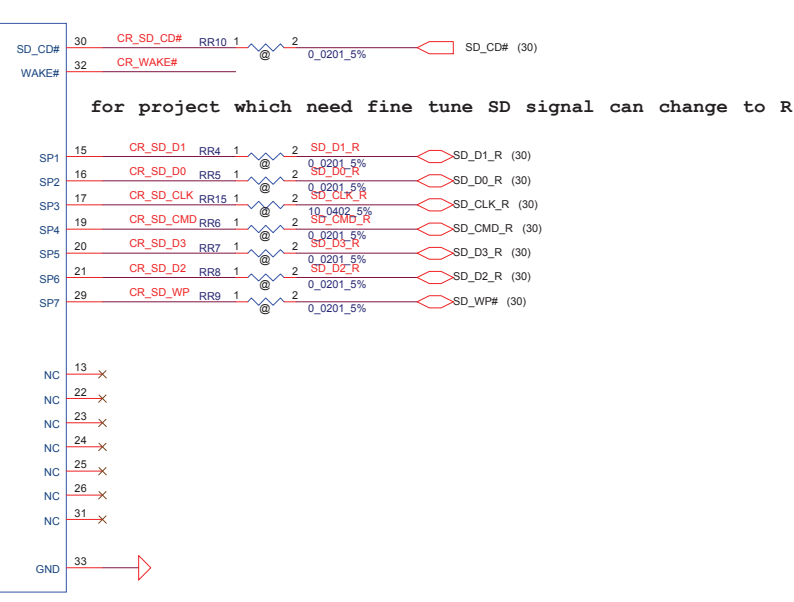 SD_CD# 30 CR_SD_CD# RR10 1 2 SD_CD# (30)
@ 0_0201_5%
WAKE# 32 CR_WAKE#
for project which need fine tune SD signal can change to R
SP1 15 CR_SD_D1 RR4 1 2 SD_D1_R SD_D1_R (30)
@ 0_0201_5%
SP2 16 CR_SD_D0 RR5 1 2 SD_D0_R SD_D0_R (30)
@ 0_0201_5%
SP3 17 CR_SD_CLK RR15 1 2 SD_CLK_R SD_CLK_R (30)
@ 10_0402_5%
SP4 19 CR_SD_CMD RR6 1 2 SD_CMD_R SD_CMD_R (30)
@ 0_0201_5%
SP5 20 CR_SD_D3 RR7 1 2 SD_D3_R SD_D3_R (30)
@ 0_0201_5%
SP6 21 CR_SD_D2 RR8 1 2 SD_D2_R SD_D2_R (30)
@ 0_0201_5%
SP7 29 CR_SD_WP RR9 1 2 SD_WP# (30)
@ 0_0201_5%
NC 13
NC 22
NC 23
NC 24
NC 25
NC 26
NC 31
GND 33